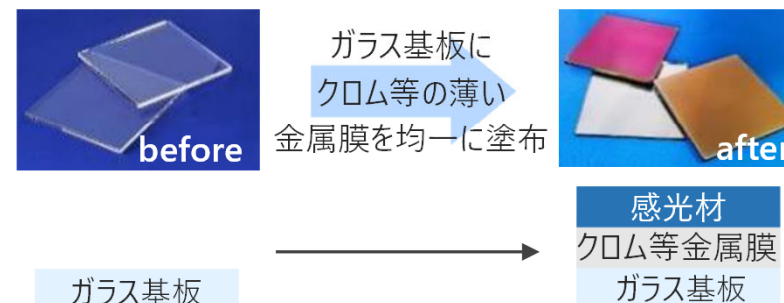 before
ガラス基板に
クロム等の薄い
金属膜を均一に塗布
after
感光材
クロム等金属膜
ガラス基板
ガラス基板